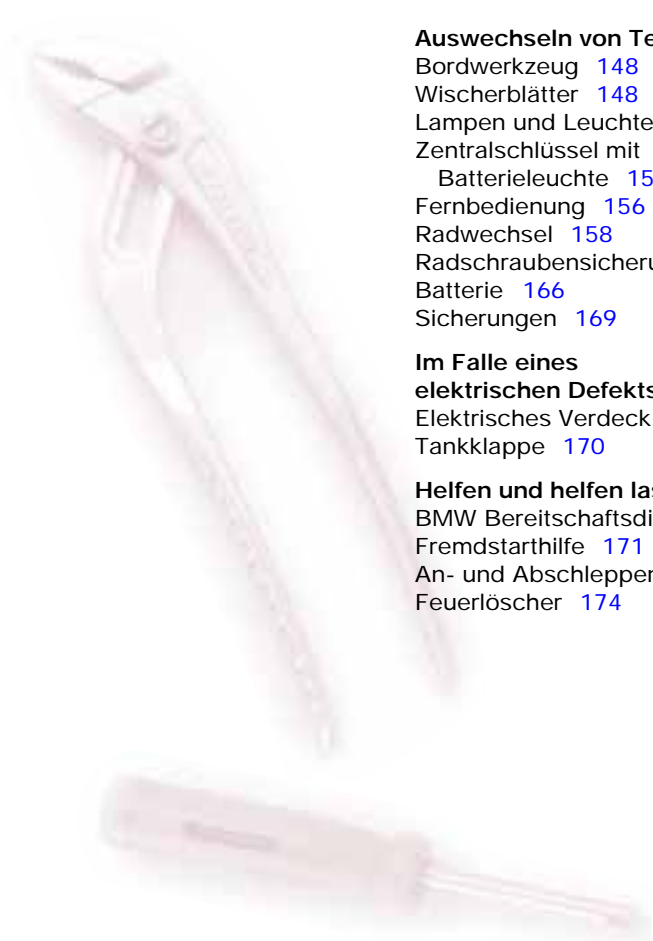 Auswechseln von Te
Bordwerkzeug 148
Wischerblätter 148
Lampen und Leuchte
Zentralschlüssel mit
Batterieleuchte 15
Fernbedienung 156
Radwechsel 158
Radschraubensicheru
Batterie 166
Sicherungen 169
Im Falle eines
elektrischen Defekts
Elektrisches Verdeck
Tankklappe 170
Helfen und helfen las
BMW Bereitschaftsdi
Fremdstarthilfe 171
An- und Abschleppen
Feuerlöscher 174